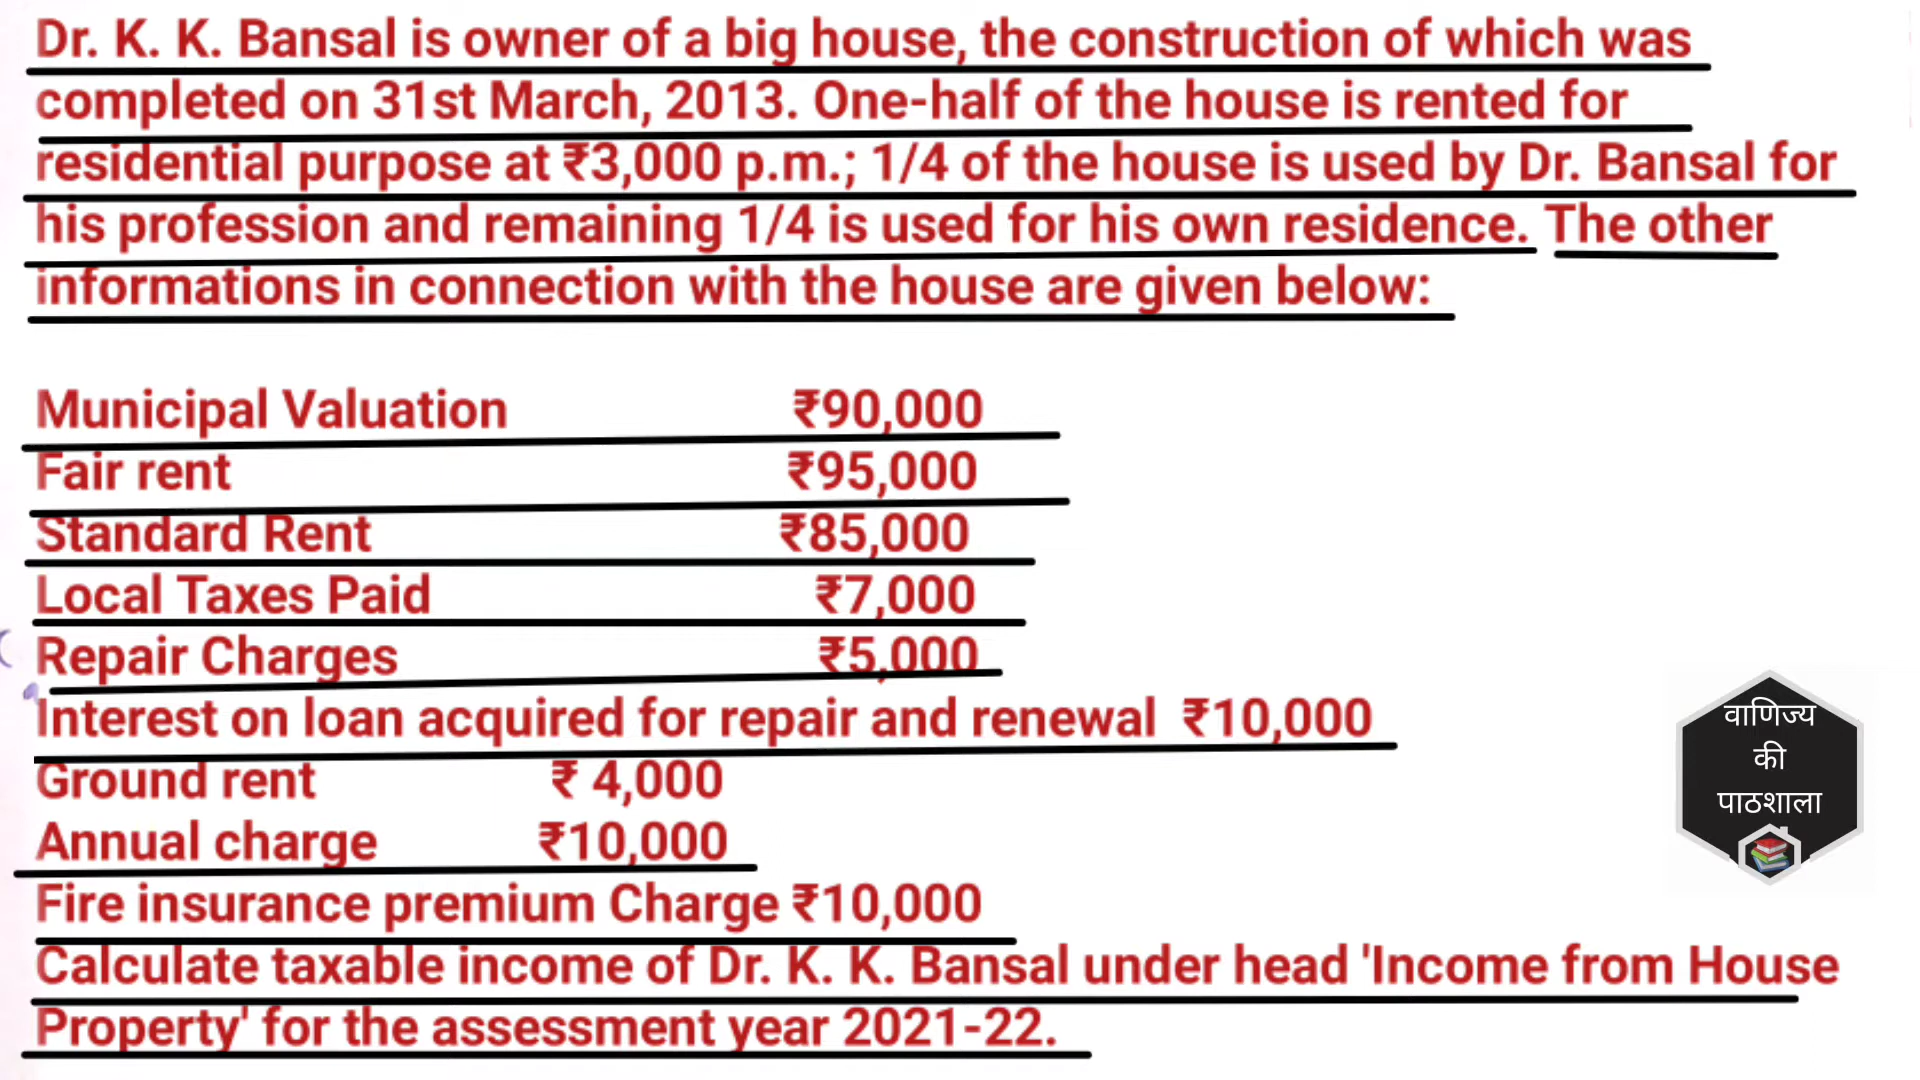 Dr. K. K. Bansal is owner of a big house, the construction of which was
completed on 31st March, 2013. One-half of the house is rented for
residential purpose at ₹3,000 p.m.; 1/4 of the house is used by Dr. Bansal for
his profession and remaining 1/4 is used for his own residence. The other
informations in connection with the house are given below:
Municipal Valuation ₹90,000
Fair rent ₹95,000
Standard Rent ₹85,000
Local Taxes Paid ₹7,000
Repair Charges ₹5,000
Interest on loan acquired for repair and renewal ₹10,000
Ground rent ₹ 4,000
Annual charge ₹10,000
Fire insurance premium Charge ₹10,000
Calculate taxable income of Dr. K. K. Bansal under head 'Income from House
Property' for the assessment year 2021-22.
वाणिज्य
की
पाठशाला